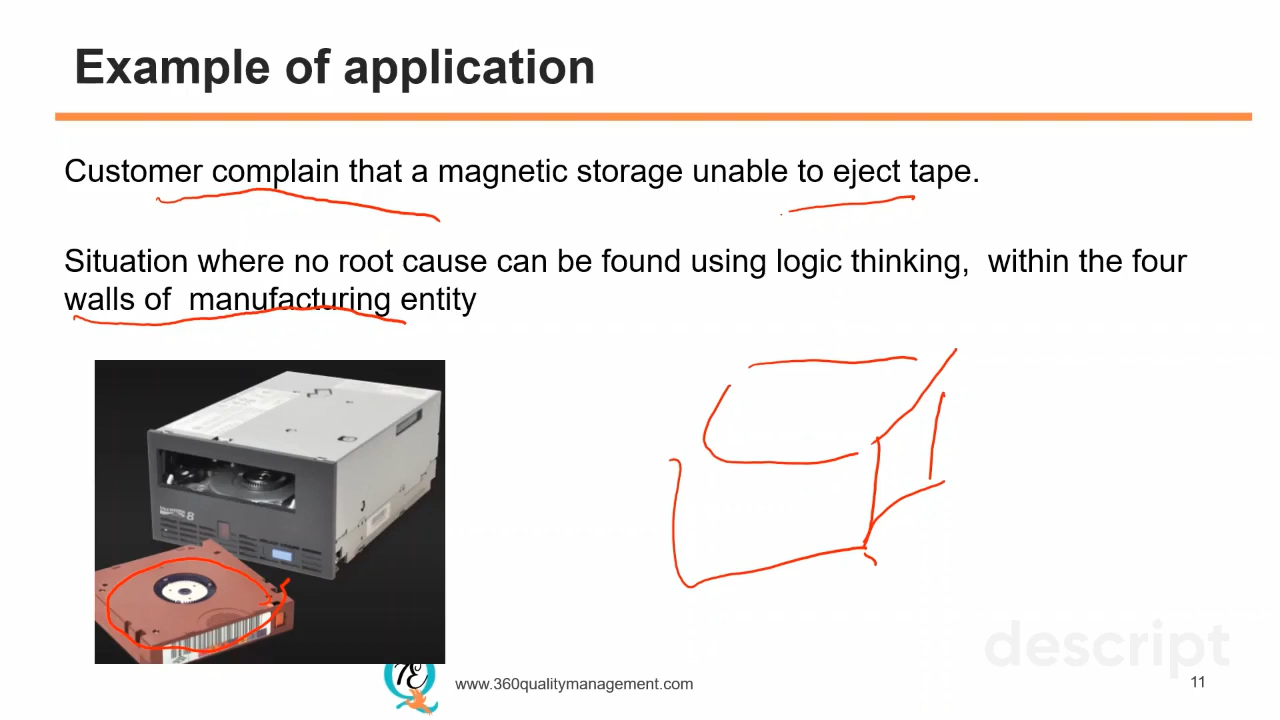 Example of application
Customer complain that a magnetic storage unable to eject tape.
Situation where no root cause can be found using logic thinking, within the four
walls of manufacturing entity
8
descript
www.360qualitymanagement.com
11